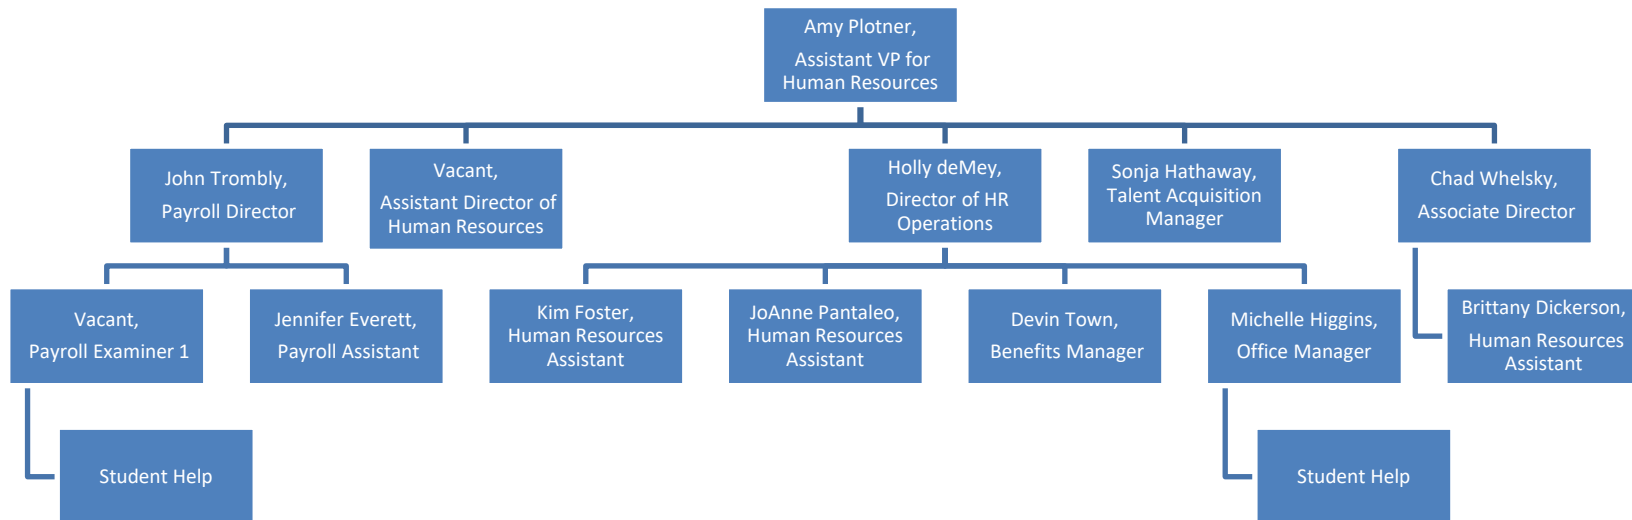 Amy Plotner,
Assistant VP for
Human Resources
John Trombly,
Payroll Director
Vacant,
Assistant Director of
Human Resources
Holly deMey,
Director of HR
Operations
Sonja Hathaway,
Talent Acquisition
Manager
Chad Whelsky,
Associate Director
Vacant,
Payroll Examiner 1
Jennifer Everett,
Payroll Assistant
Kim Foster,
Human Resources
Assistant
JoAnne Pantaleo,
Human Resources
Assistant
Devin Town,
Benefits Manager
Michelle Higgins,
Office Manager
Brittany Dickerson,
Human Resources
Assistant
Student Help
Student Help